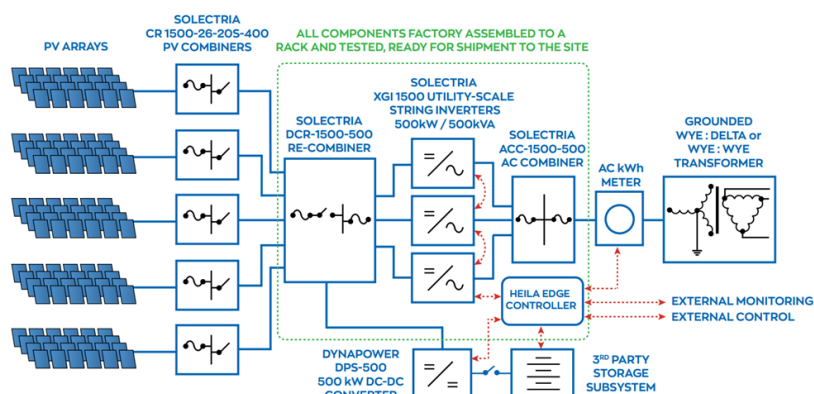 PV ARRAYS
SOLECTRIA
CR 1500-26-20S-400
PV COMBINERS
ALL COMPONENTS FACTORY ASSEMBLED TO A
RACK AND TESTED, READY FOR SHIPMENT TO THE SITE
SOLECTRIA
DCR-1500-500
RE-COMBINER
SOLECTRIA
XGI 1500 UTILITY-SCALE
STRING INVERTERS
500kW / 500kVA
SOLECTRIA
ACC-1500-500
AC COMBINER
AC kWh
METER
GROUNDED
WYE : DELTA or
WYE : WYE
TRANSFORMER
HEILA EDGE
CONTROLLER
EXTERNAL MONITORING
EXTERNAL CONTROL
DYNAPOWER
DPS-500
500 kW DC-DC
CONVERTER
3RD PARTY
STORAGE
SUBSYSTEM